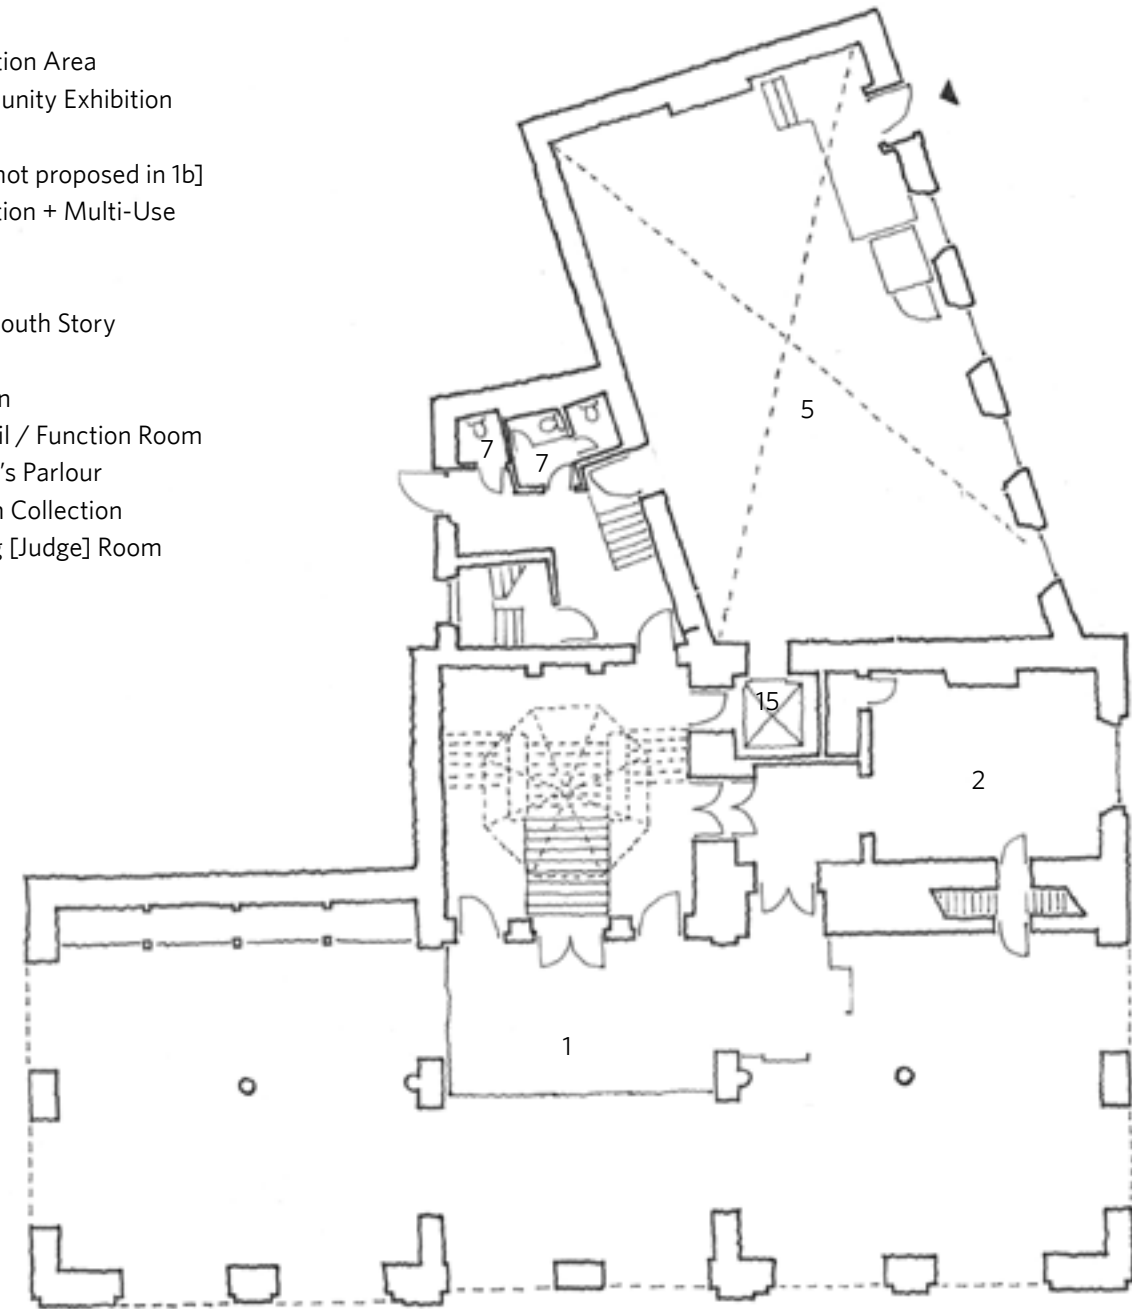 tion Area
unity Exhibition
not proposed in 1b]
tion + Multi-Use
outh Story
n
il / Function Room
's Parlour
n Collection
g [Judge] Room
5
7
7
15
2
1